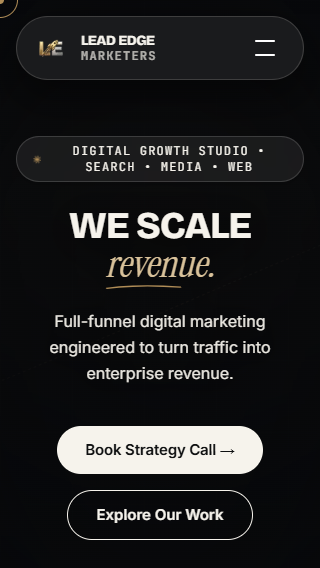 LE
LEAD EDGE
MARKETERS
DIGITAL GROWTH STUDIO •
SEARCH • MEDIA • WEB
WE SCALE
revenue.
Full-funnel digital marketing
engineered to turn traffic into
enterprise revenue.
Book Strategy Call →
Explore Our Work